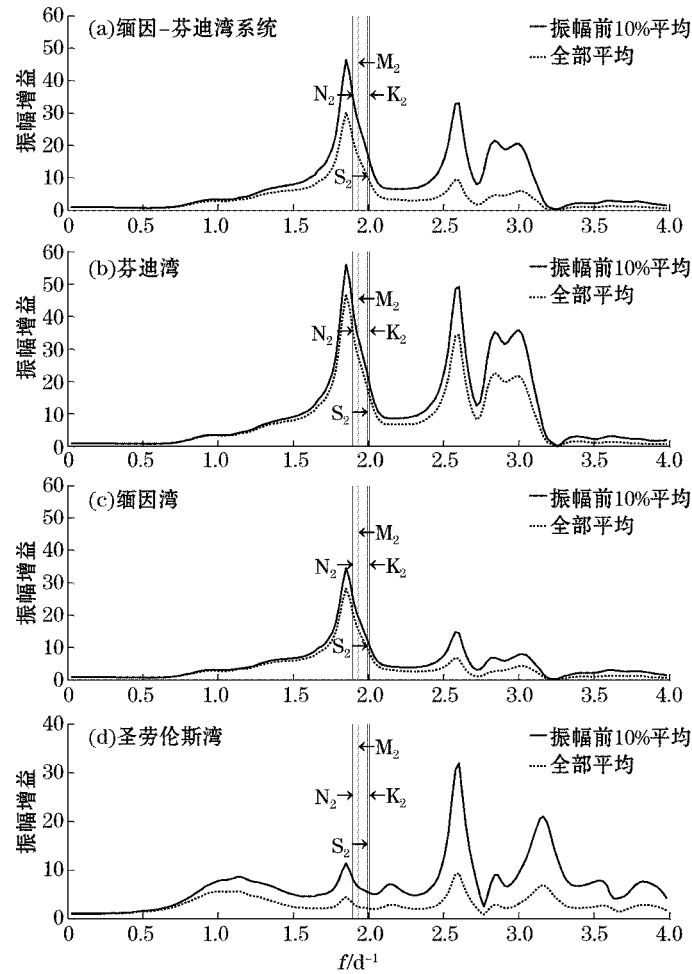 (a)缅因-芬迪湾系统
振幅前10%平均
全部平均
M₂
N₂
K₂
S₂
振幅增益
60
50
40
30
20
10
0
0
0.5
1.0
1.5
2.0
2.5
3.0
3.5
4.0
(b)芬迪湾
振幅前10%平均
全部平均
M₂
N₂
K₂
S₂
振幅增益
60
50
40
30
20
10
0
0
0.5
1.0
1.5
2.0
2.5
3.0
3.5
4.0
(c)缅因湾
振幅前10%平均
全部平均
M₂
N₂
K₂
S₂
振幅增益
60
50
40
30
20
10
0
0
0.5
1.0
1.5
2.0
2.5
3.0
3.5
4.0
(d)圣劳伦斯湾
振幅前10%平均
全部平均
M₂
N₂
K₂
S₂
振幅增益
40
30
20
10
0
0
0.5
1.0
1.5
2.0
2.5
3.0
3.5
4.0
f/d⁻¹